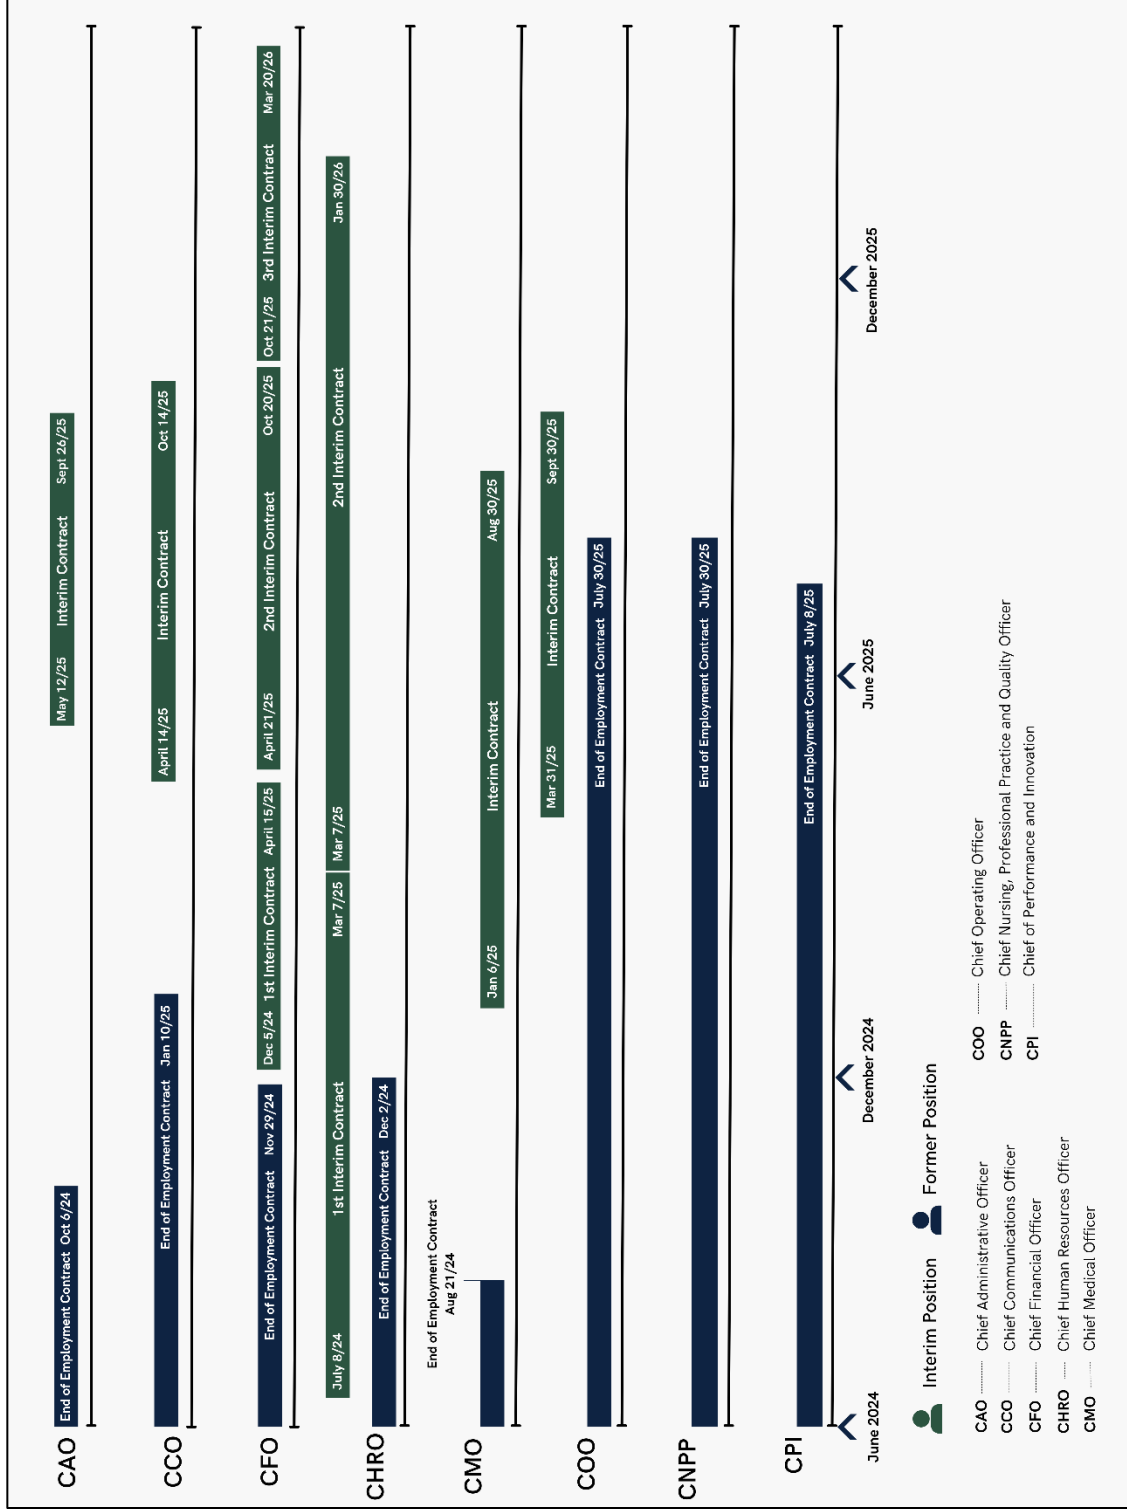 CAO
End of Employment Contract Oct 6/24
May 12/25 Interim Contract Sept 26/25
CCO
End of Employment Contract Jan 10/25
April 14/25 Interim Contract Oct 14/25
CFO
End of Employment Contract Nov 29/24
Dec 5/24 1st Interim Contract April 15/25
April 21/25 2nd Interim Contract Oct 20/25
Oct 21/25 3rd Interim Contract Mar 20/26
CHRO
July 8/24 1st Interim Contract Mar 7/25
Mar 7/25 2nd Interim Contract Jan 30/26
End of Employment Contract Dec 2/24
CMO
End of Employment Contract
Aug 21/24
Jan 6/25 Interim Contract Aug 30/25
COO
Mar 31/25 Interim Contract Sept 30/25
End of Employment Contract July 30/25
CNPP
End of Employment Contract July 30/25
CPI
End of Employment Contract July 8/25
June 2024
December 2024
June 2025
December 2025
Interim Position
Former Position
CAO Chief Administrative Officer
CCO Chief Communications Officer
CFO Chief Financial Officer
CHRO Chief Human Resources Officer
CMO Chief Medical Officer
COO Chief Operating Officer
CNPP Chief Nursing, Professional Practice and Quality Officer
CPI Chief of Performance and Innovation